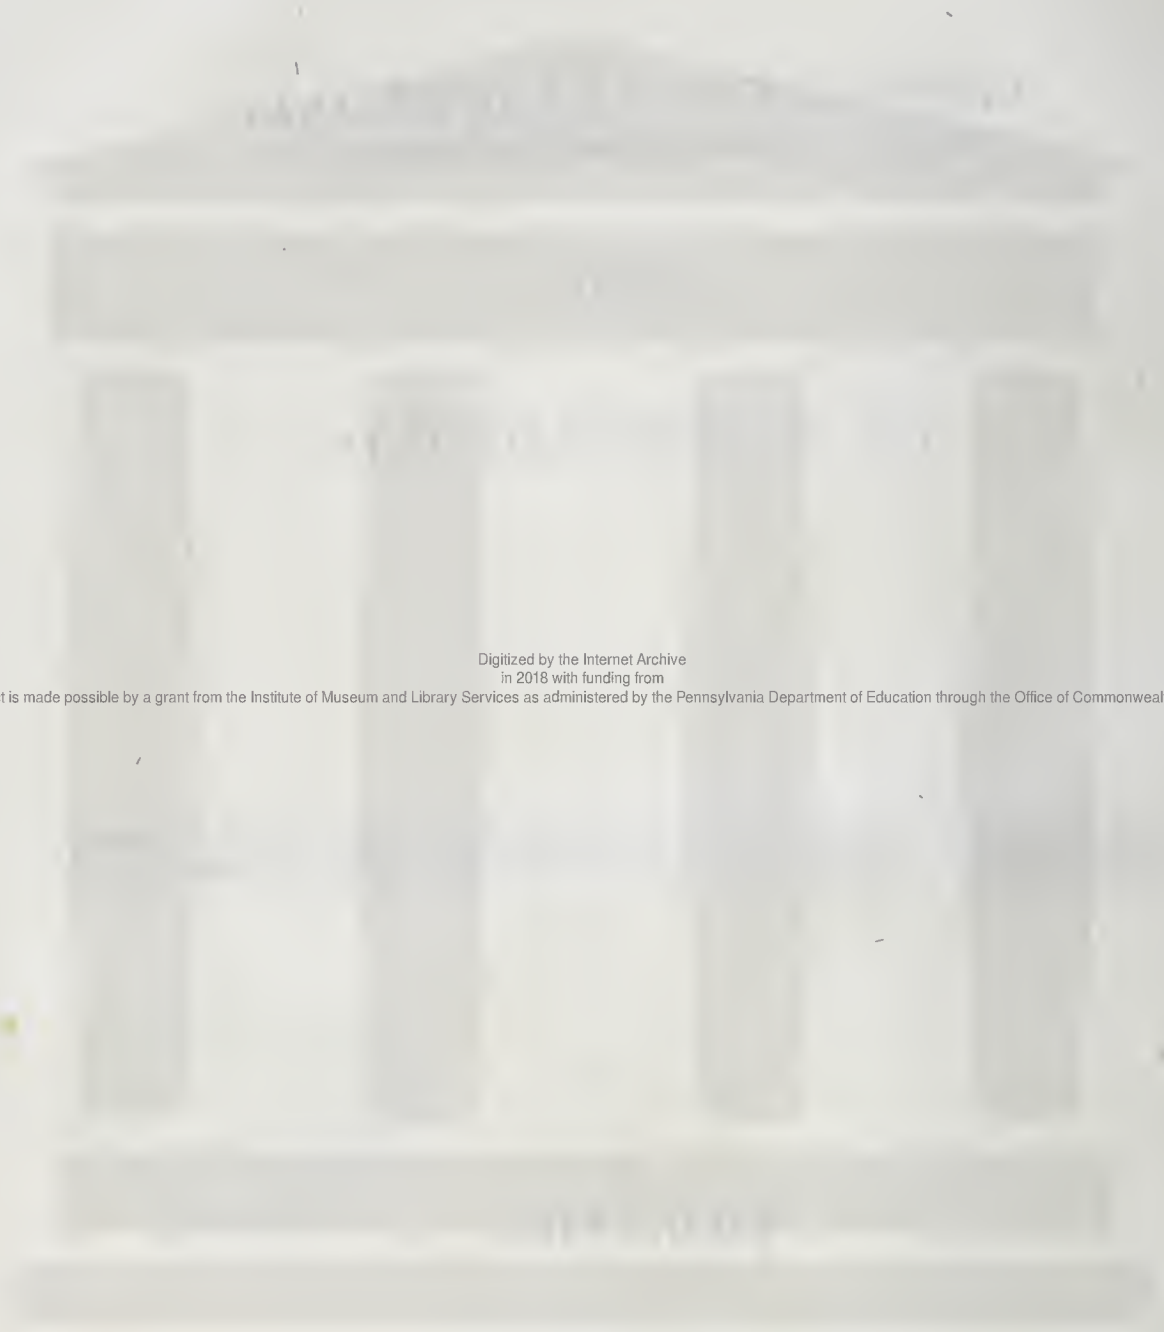 Digitized by the Internet Archive
in 2018 with funding from
is made possible by a grant from the Institute of Museum and Library Services as administered by the Pennsylvania Department of Education through the Office of